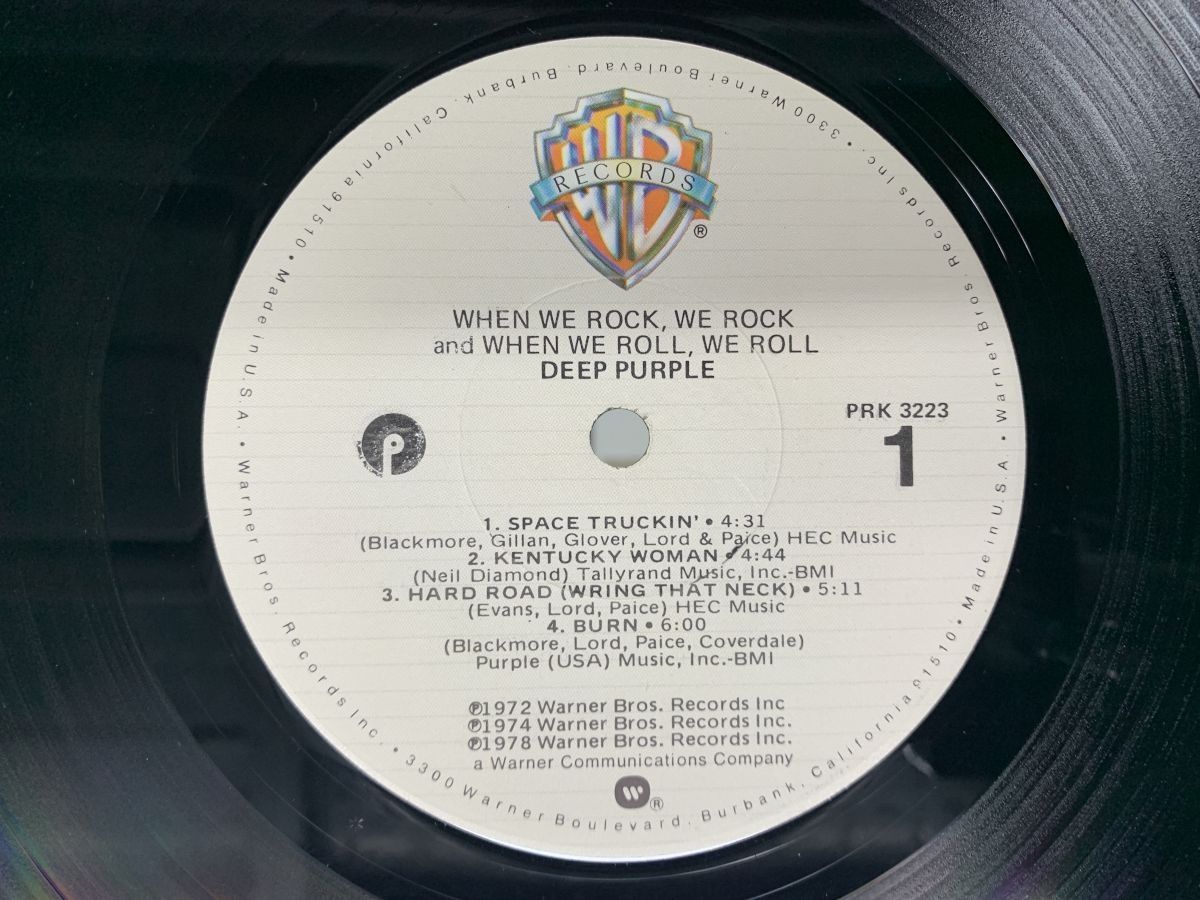 WB
RECORDS
®
WHEN WE ROCK, WE ROCK
and WHEN WE ROLL, WE ROLL
DEEP PURPLE
P
PRK 3223
1
1. SPACE TRUCKIN' • 4:31
(Blackmore, Gillan, Glover, Lord & Paice) HEC Music
2. KENTUCKY WOMAN • 4:44
(Neil Diamond) Tallyrand Music, Inc.-BMI
3. HARD ROAD (WRING THAT NECK) • 5:11
(Evans, Lord, Paice) HEC Music
4. BURN • 6:00
(Blackmore, Lord, Paice, Coverdale)
Purple (USA) Music, Inc.-BMI
℗1972 Warner Bros. Records Inc
℗1974 Warner Bros. Records Inc.
℗1978 Warner Bros. Records Inc.
a Warner Communications Company
W ®
Warner Bros. Records Inc. • 3300 Warner Boulevard, Burbank, California 91510 • Made in U.S.A. • Warner Bros. Records Inc. • 3300 Warner Boulevard, Burbank, California 91510 • Made in U.S.A. •